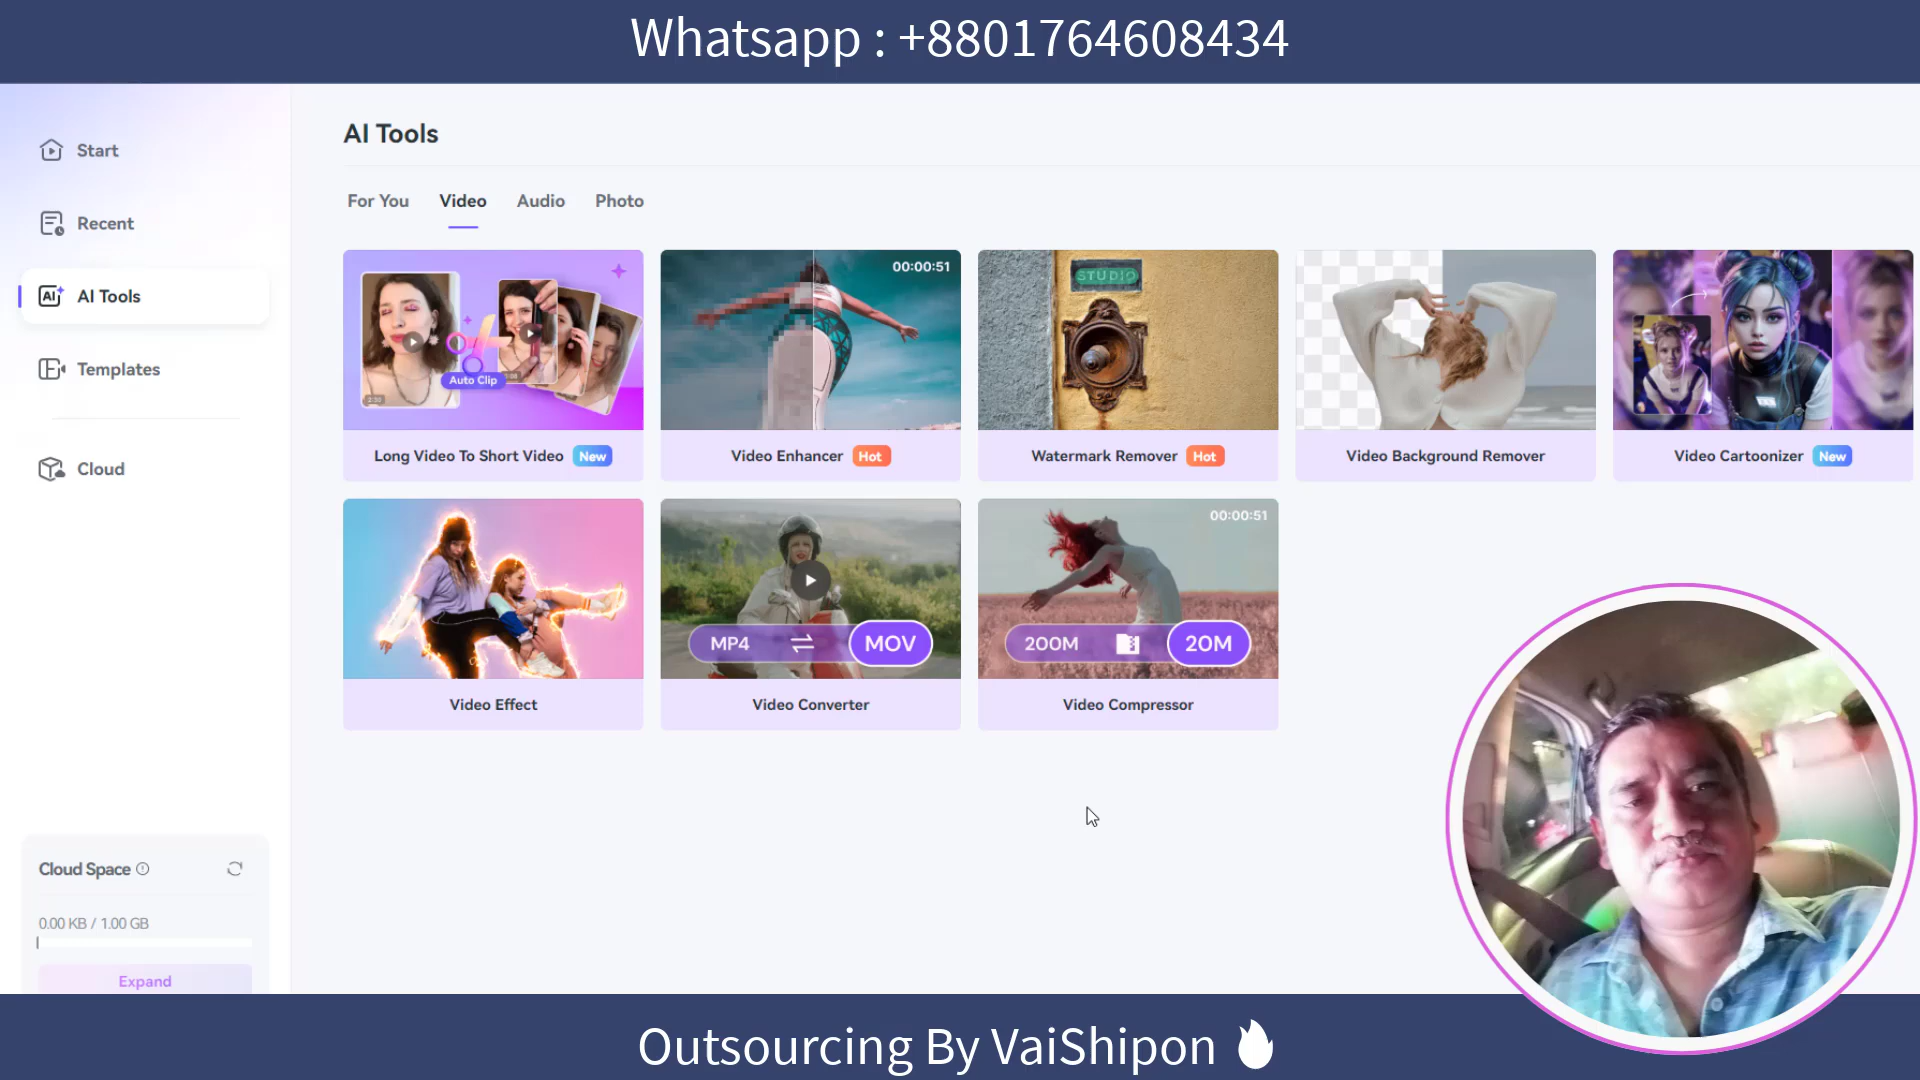 Whatsapp : +8801764608434
Start
Recent
AI Tools
Templates
Cloud
Cloud Space
0.00 KB / 1.00 GB
Expand
AI Tools
For You Video Audio Photo
Auto Clip
2:30
Long Video To Short Video New
00:00:51
Video Enhancer Hot
STUDIO
Watermark Remover Hot
Video Background Remover
Video Cartoonizer New
Video Effect
MP4 MOV
Video Converter
00:00:51
200M 20M
Video Compressor
Outsourcing By VaiShipon